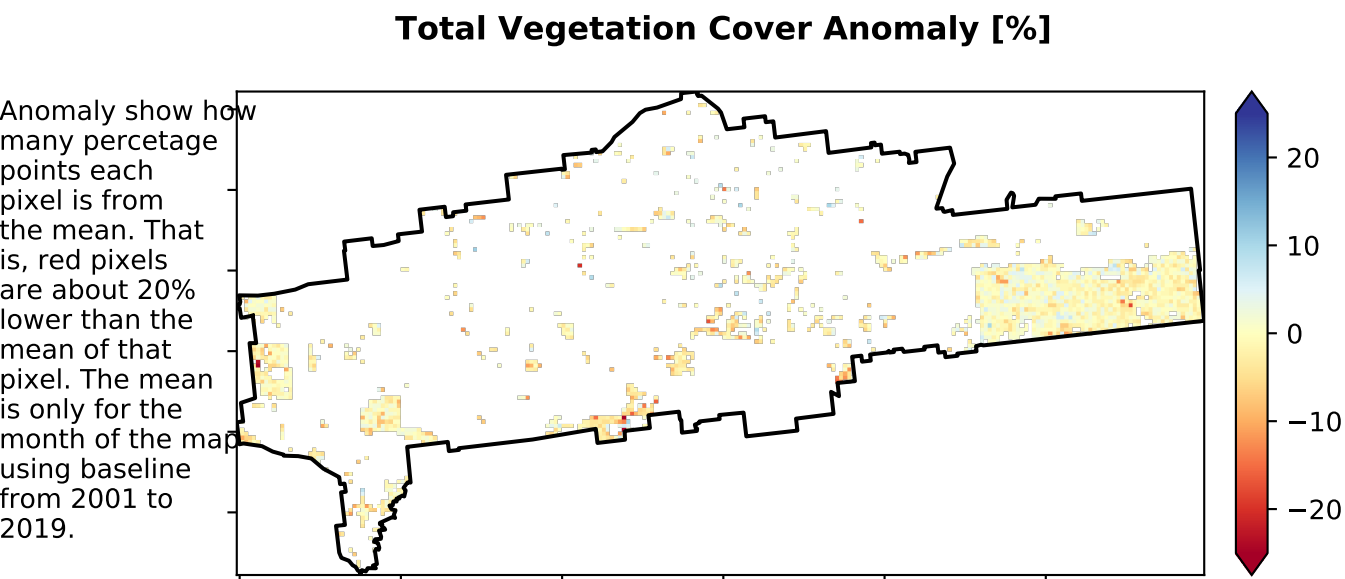 Total Vegetation Cover Anomaly [%]
Anomaly show how
many percetage
points each
pixel is from
the mean. That
is, red pixels
are about 20%
lower than the
mean of that
pixel. The mean
is only for the
month of the map
using baseline
from 2001 to
2019.
20
10
0
−10
−20